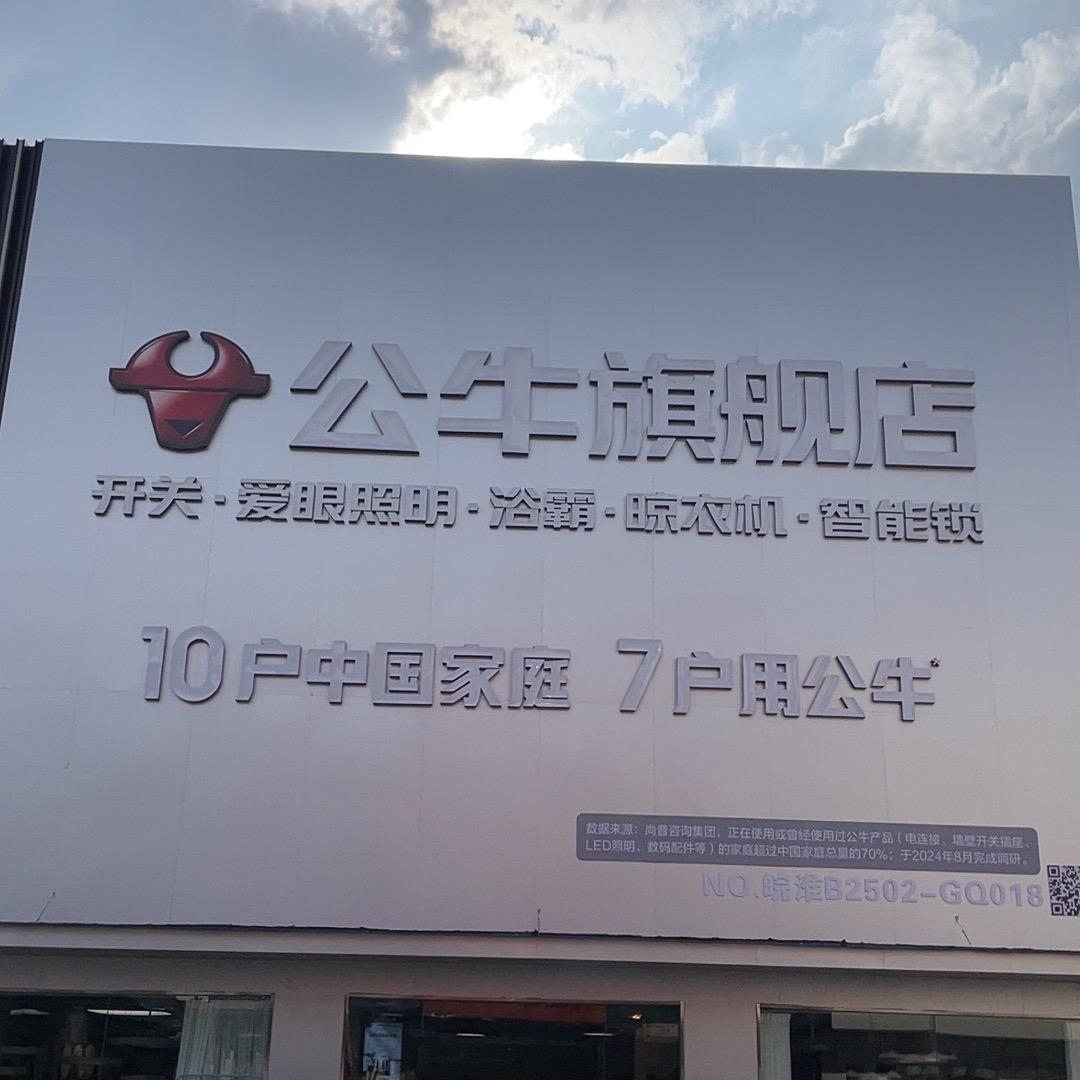 公牛旗舰店
开关·爱眼照明·浴霸·晾衣机·智能锁
10户中国家庭 7户用公牛*
数据来源：尚普咨询集团；正在使用或曾经使用过公牛产品（电连接、墙壁开关插座、
LED照明、数码配件等）的家庭超过中国家庭总量的70%；于2024年8月完成调研。
NO.皖淮B2502-GQ018